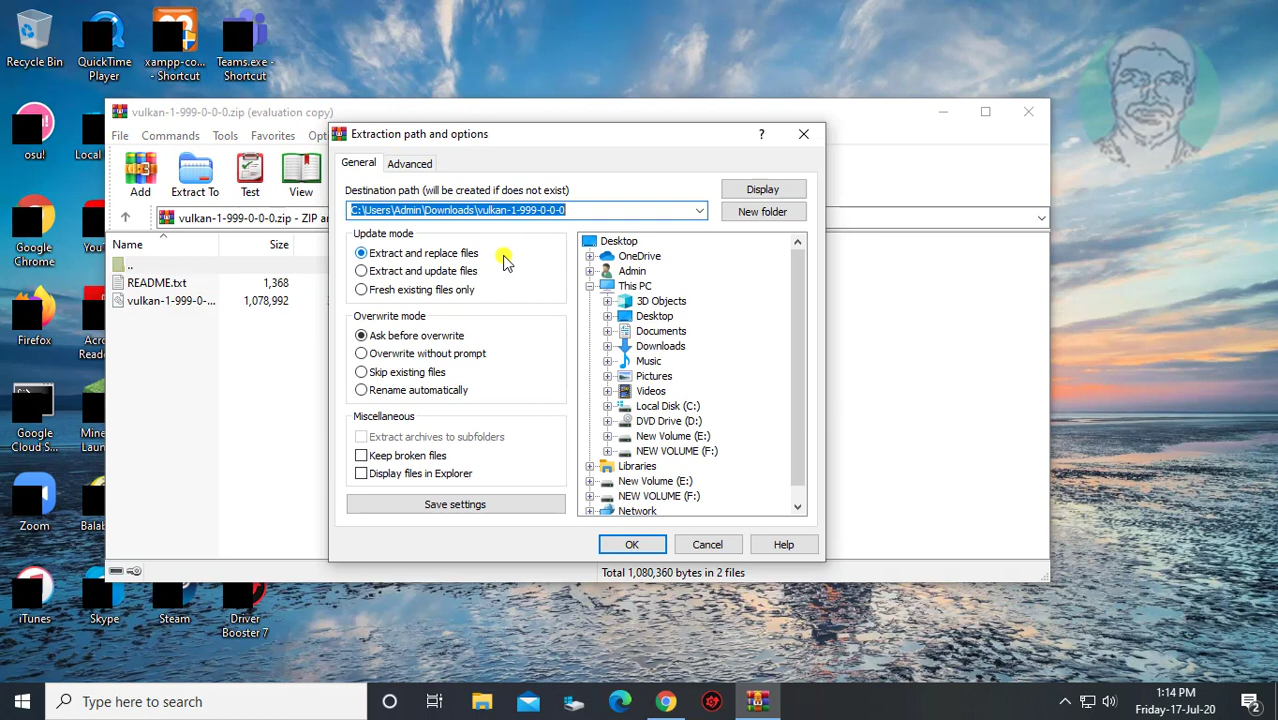 Recycle Bin
QuickTime Player
xampp-co... - Shortcut
Teams.exe - Shortcut
osu!
Local
Google Chrome
YouT
Firefox
Acro Reade
Google Cloud S...
Mine Laun
Zoom
Balab
iTunes
Skype
Steam
Driver Booster 7
vulkan-1-999-0-0-0.zip (evaluation copy)
File Commands Tools Favorites Opt
Add Extract To Test View
vulkan-1-999-0-0-0.zip - ZIP ar
Name Size
..
README.txt 1,368
vulkan-1-999-0-... 1,078,992
Total 1,080,360 bytes in 2 files
Extraction path and options
?
General Advanced
Destination path (will be created if does not exist)
Display
C:\Users\Admin\Downloads\vulkan-1-999-0-0-0
New folder
Update mode
Extract and replace files
Extract and update files
Fresh existing files only
Overwrite mode
Ask before overwrite
Overwrite without prompt
Skip existing files
Rename automatically
Miscellaneous
Extract archives to subfolders
Keep broken files
Display files in Explorer
Save settings
Desktop
OneDrive
Admin
This PC
3D Objects
Desktop
Documents
Downloads
Music
Pictures
Videos
Local Disk (C:)
DVD Drive (D:)
New Volume (E:)
NEW VOLUME (F:)
Libraries
New Volume (E:)
NEW VOLUME (F:)
Network
OK Cancel Help
Type here to search
1:14 PM
Friday-17-Jul-20
2